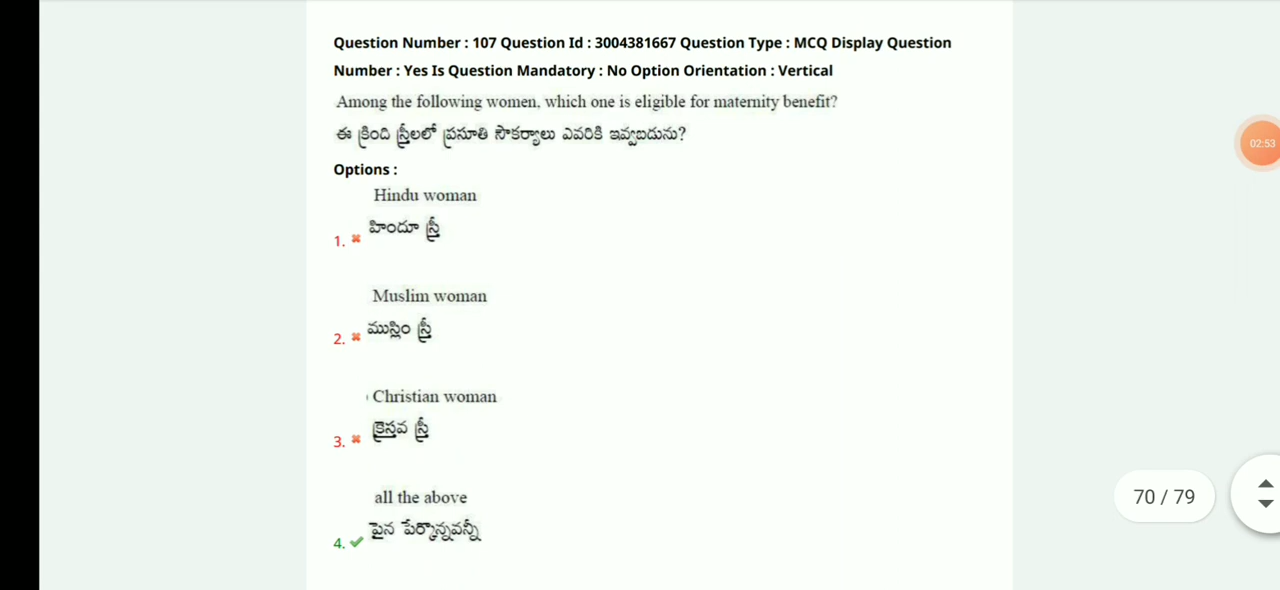 Question Number : 107 Question Id : 3004381667 Question Type : MCQ Display Question
Number : Yes Is Question Mandatory : No Option Orientation : Vertical
Among the following women, which one is eligible for maternity benefit?
ఈ క్రింది స్త్రీలలో ప్రసూతి సౌకర్యాలు ఎవరికి ఇవ్వబడును?
Options :
Hindu woman
హిందూ స్త్రీ
1.
Muslim woman
ముస్లిం స్త్రీ
2.
Christian woman
క్రైస్తవ స్త్రీ
3.
all the above
పైన పేర్కొన్నవన్నీ
4.
02:53
70 / 79